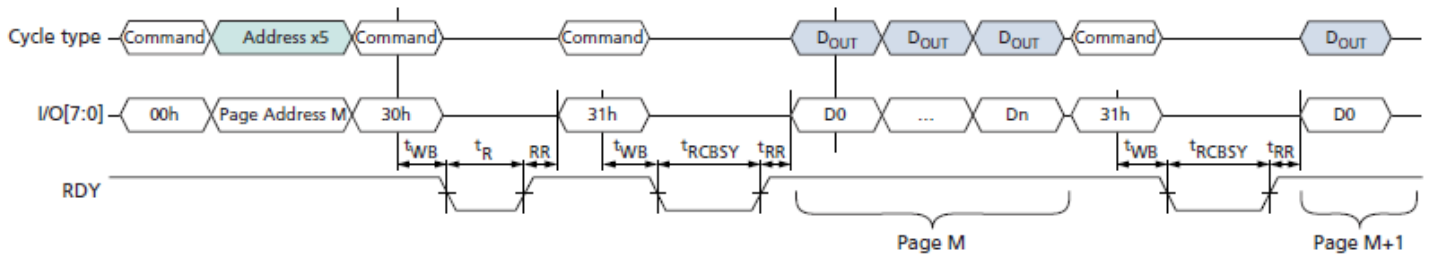 Cycle type Command Address x5 Command Command DOUT DOUT DOUT Command DOUT
I/O[7:0] 00h Page Address M 30h 31h D0 ... Dn 31h D0
tWB tR RR tWB tRCBSY tRR tWB tRCBSY tRR
RDY
Page M Page M+1